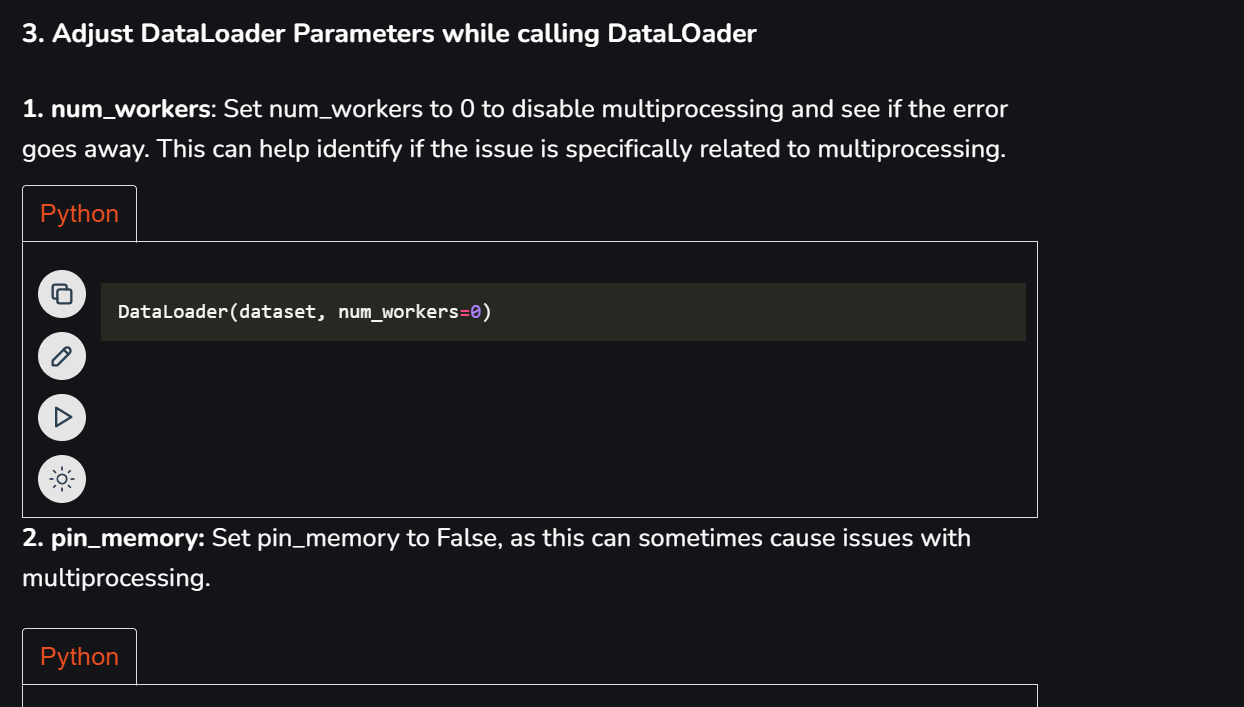 3. Adjust DataLoader Parameters while calling DataLOader
1. num_workers: Set num_workers to 0 to disable multiprocessing and see if the error
goes away. This can help identify if the issue is specifically related to multiprocessing.
Python
DataLoader(dataset, num_workers=0)
2. pin_memory: Set pin_memory to False, as this can sometimes cause issues with
multiprocessing.
Python